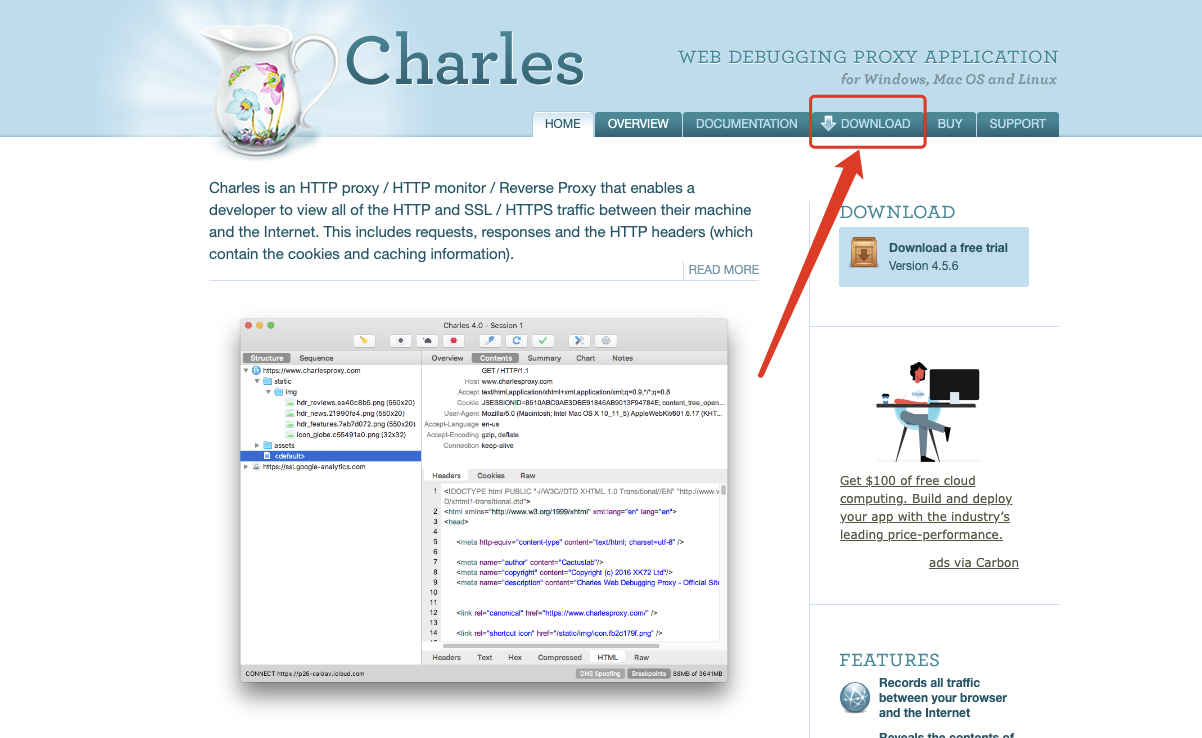 Charles
WEB DEBUGGING PROXY APPLICATION
for Windows, Mac OS and Linux
HOME
OVERVIEW
DOCUMENTATION
DOWNLOAD
BUY
SUPPORT
Charles is an HTTP proxy / HTTP monitor / Reverse Proxy that enables a
developer to view all of the HTTP and SSL / HTTPS traffic between their machine
and the Internet. This includes requests, responses and the HTTP headers (which
contain the cookies and caching information).
READ MORE
Charles 4.0 - Session 1
Structure
Sequence
https://www.charlesproxy.com
static
img
hdr_reviews.ea40c8b5.png (550x20)
hdr_news.21990fa4.png (550x20)
hdr_features.7ab7d072.png (550x20)
icon_globe.c55491a0.png (32x32)
assets
<default>
https://ssl.google-analytics.com
Overview
Contents
Summary
Chart
Notes
GET / HTTP/1.1
Host www.charlesproxy.com
Accept text/html,application/xhtml+xml,application/xml;q=0.9,*/*;q=0.8
Cookie JSESSIONID=8510ABC0AE3DBE91846AB9013F94784E; content_tree_open...
User-Agent Mozilla/5.0 (Macintosh; Intel Mac OS X 10_11_5) AppleWebKit/601.6.17 (KHT...
Accept-Language en-us
Accept-Encoding gzip, deflate
Connection keep-alive
Headers
Cookies
Raw
1 <!DOCTYPE html PUBLIC "-//W3C//DTD XHTML 1.0 Transitional//EN" "http://www.w
D/xhtml1-transitional.dtd">
2 <html xmlns="http://www.w3.org/1999/xhtml" xml:lang="en" lang="en">
3 <head>
4
5 <meta http-equiv="content-type" content="text/html; charset=utf-8" />
6
7 <meta name="author" content="Cactuslab"/>
8 <meta name="copyright" content="Copyright (c) 2016 XK72 Ltd"/>
9 <meta name="description" content="Charles Web Debugging Proxy - Official Site
10
11
12 <link rel="canonical" href="https://www.charlesproxy.com/" />
13
14 <link rel="shortcut icon" href="/static/img/icon.fb2d179f.png" />
Headers
Text
Hex
Compressed
HTML
Raw
CONNECT https://p26-caldav.icloud.com
DNS Spoofing
Breakpoints
88MB of 3641MB
DOWNLOAD
Download a free trial
Version 4.5.6
Get $100 of free cloud
computing. Build and deploy
your app with the industry's
leading price-performance.
ads via Carbon
FEATURES
Records all traffic
between your browser
and the Internet
Reveals the contents of